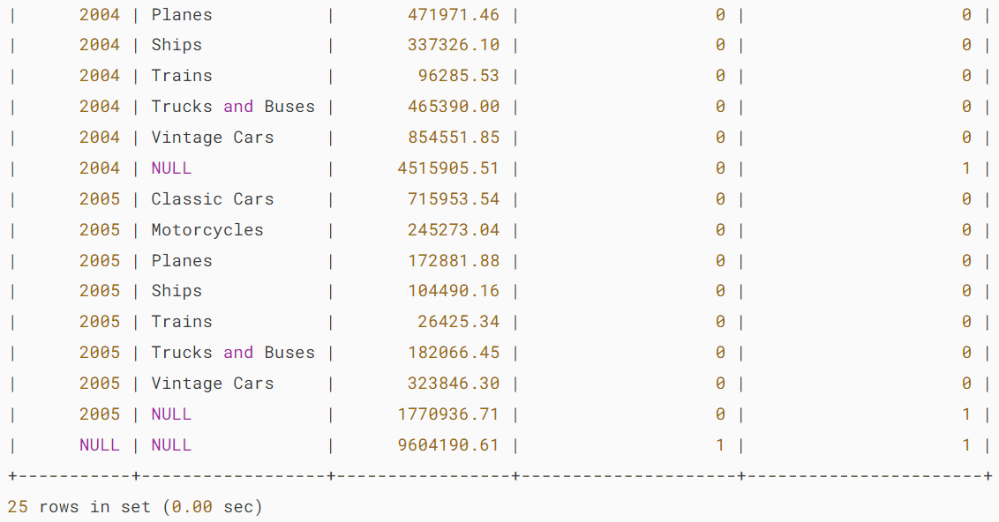 |      2004 | Planes           |       471971.46 |                   0 |                     0 |
|      2004 | Ships            |       337326.10 |                   0 |                     0 |
|      2004 | Trains           |        96285.53 |                   0 |                     0 |
|      2004 | Trucks and Buses |       465390.00 |                   0 |                     0 |
|      2004 | Vintage Cars     |       854551.85 |                   0 |                     0 |
|      2004 | NULL             |      4515905.51 |                   0 |                     1 |
|      2005 | Classic Cars     |       715953.54 |                   0 |                     0 |
|      2005 | Motorcycles      |       245273.04 |                   0 |                     0 |
|      2005 | Planes           |       172881.88 |                   0 |                     0 |
|      2005 | Ships            |       104490.16 |                   0 |                     0 |
|      2005 | Trains           |        26425.34 |                   0 |                     0 |
|      2005 | Trucks and Buses |       182066.45 |                   0 |                     0 |
|      2005 | Vintage Cars     |       323846.30 |                   0 |                     0 |
|      2005 | NULL             |      1770936.71 |                   0 |                     1 |
|      NULL | NULL             |      9604190.61 |                   1 |                     1 |
+-----------+------------------+-----------------+---------------------+-----------------------+
25 rows in set (0.00 sec)